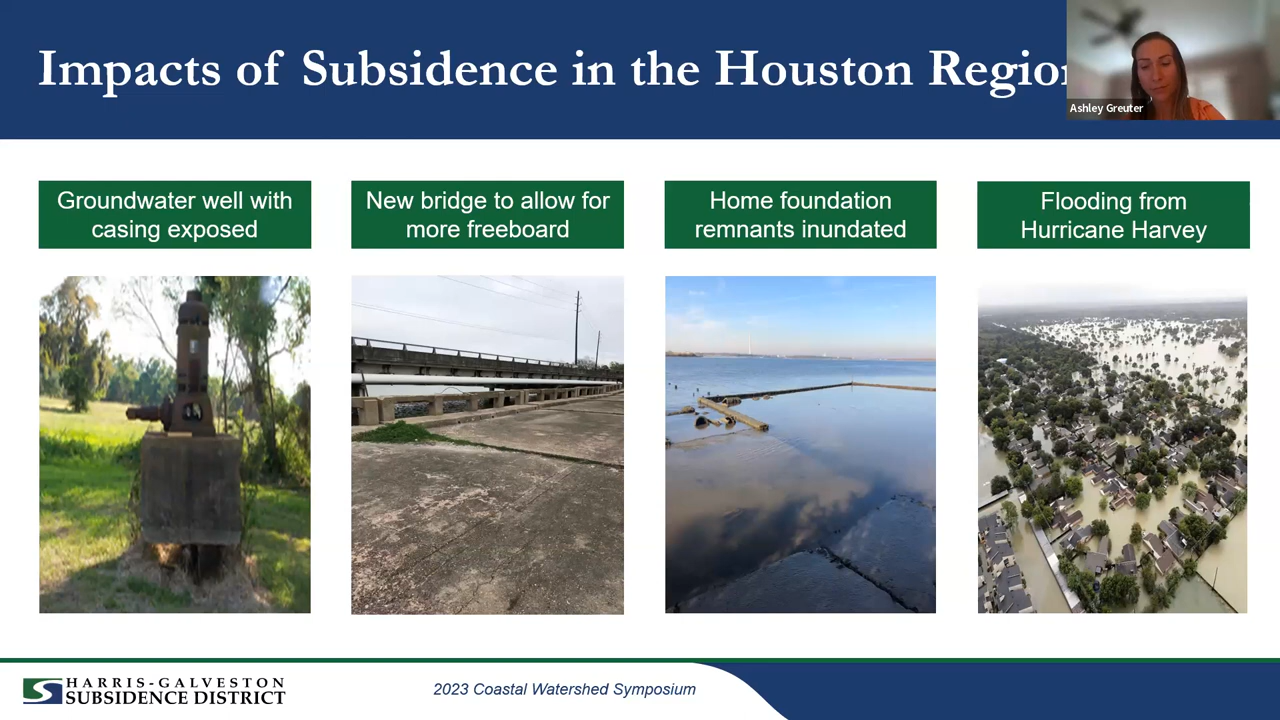 Impacts of Subsidence in the Houston Regio
Ashley Greuter
Groundwater well with
casing exposed
New bridge to allow for
more freeboard
Home foundation
remnants inundated
Flooding from
Hurricane Harvey
HARRIS-GALVESTON
SUBSIDENCE DISTRICT
2023 Coastal Watershed Symposium